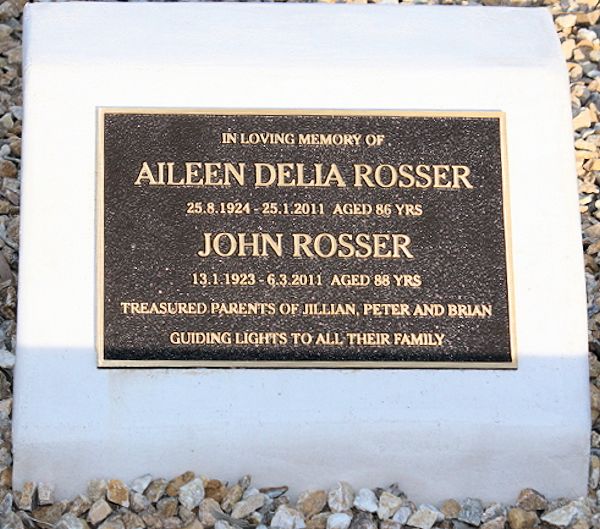 IN LOVING MEMORY OF
AILEEN DELIA ROSSER
25.8.1924 - 25.1.2011 AGED 86 YRS
JOHN ROSSER
13.1.1923 - 6.3.2011 AGED 88 YRS
TREASURED PARENTS OF JILLIAN, PETER AND BRIAN
GUIDING LIGHTS TO ALL THEIR FAMILY